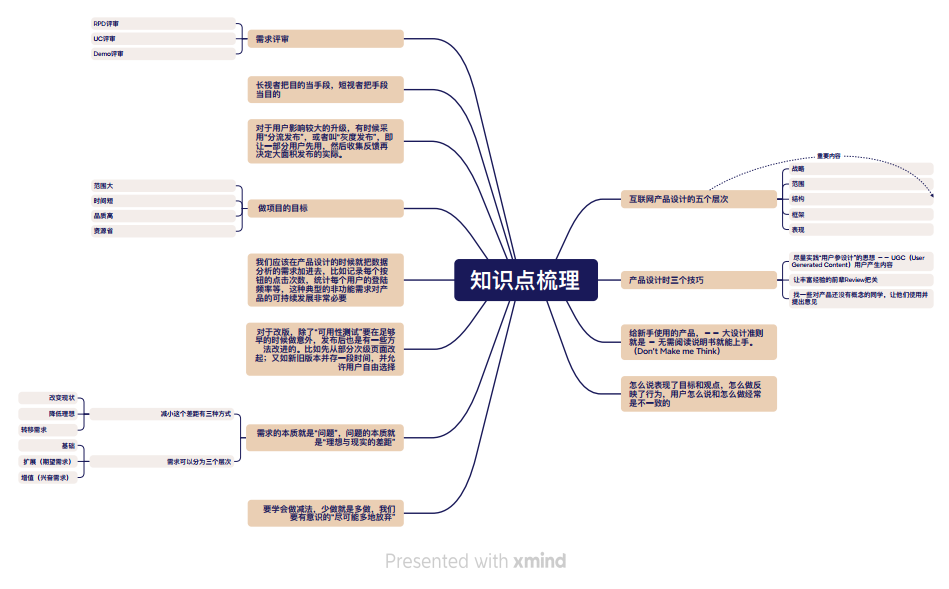 知识点梳理
互联网产品设计的五个层次
重要内容
战略
范围
结构
框架
表现
产品设计时三个技巧
尽量实践“用户参设计”的思想 －－ UGC（User
Generated Content）用户产生内容
让丰富经验的前辈Review把关
找一些对产品还没有概念的同学，让他们使用并
提出意见
给新手使用的产品，－－ 大设计准则
就是 － 无需阅读说明书就能上手。
（Don't Make me Think）
怎么说表现了目标和观点，怎么做反
映了行为，用户怎么说和怎么做经常
是不一致的
需求评审
RPD评审
UC评审
Demo评审
长视者把目的当手段，短视者把手段
当目的
对于用户影响较大的升级，有时候采
用“分流发布”，或者叫“灰度发布”，即
让一部分用户先用，然后收集反馈再
决定大面积发布的实际。
做项目的目标
范围大
时间短
品质高
资源省
我们应该在产品设计的时候就把数据
分析的需求加进去，比如记录每个按
钮的点击次数，统计每个用户的登陆
频率等，这种典型的非功能需求对产
品的可持续发展非常必要
对于改版，除了“可用性测试”要在足够
早的时候做意外，发布后也是有一些方
法改进的。比如先从部分次级页面改
起；又如新旧版本并存一段时间，并允
许用户自由选择
需求的本质就是“问题”，问题的本质就
是“理想与现实的差距”
减小这个差距有三种方式
改变现状
降低理想
转移需求
需求可以分为三个层次
基础
扩展（期望需求）
增值（兴奋需求）
要学会做减法，少做就是多做，我们
要有意识的“尽可能多地放弃”
Presented with xmind